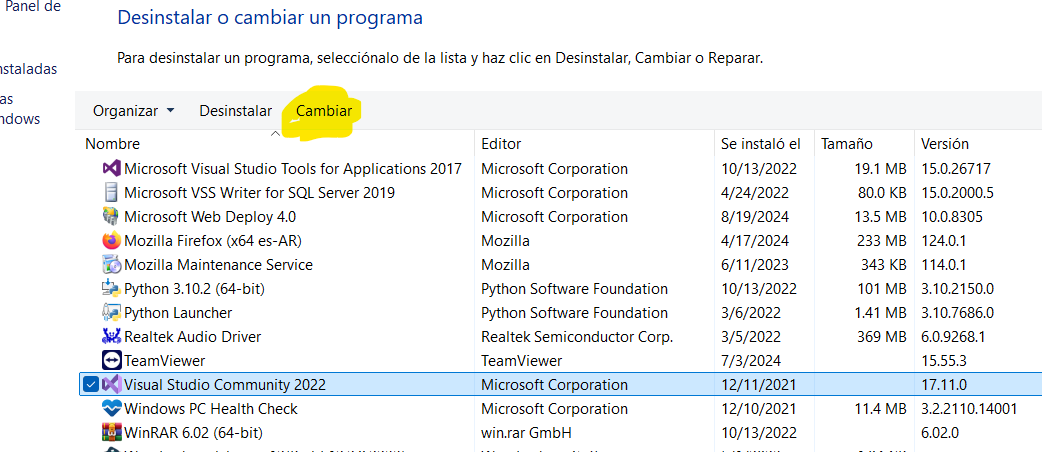 Panel de
Desinstalar o cambiar un programa
Para desinstalar un programa, selecciónalo de la lista y haz clic en Desinstalar, Cambiar o Reparar.
nstaladas
as
ndows
Organizar Desinstalar Cambiar
Nombre Editor Se instaló el Tamaño Versión
Microsoft Visual Studio Tools for Applications 2017 Microsoft Corporation 10/13/2022 19.1 MB 15.0.26717
Microsoft VSS Writer for SQL Server 2019 Microsoft Corporation 4/24/2022 80.0 KB 15.0.2000.5
Microsoft Web Deploy 4.0 Microsoft Corporation 8/19/2024 13.5 MB 10.0.8305
Mozilla Firefox (x64 es-AR) Mozilla 4/17/2024 233 MB 124.0.1
Mozilla Maintenance Service Mozilla 6/11/2023 343 KB 114.0.1
Python 3.10.2 (64-bit) Python Software Foundation 10/13/2022 101 MB 3.10.2150.0
Python Launcher Python Software Foundation 3/6/2022 1.41 MB 3.10.7686.0
Realtek Audio Driver Realtek Semiconductor Corp. 3/5/2022 369 MB 6.0.9268.1
TeamViewer TeamViewer 7/3/2024 15.55.3
Visual Studio Community 2022 Microsoft Corporation 12/11/2021 17.11.0
Windows PC Health Check Microsoft Corporation 12/10/2021 11.4 MB 3.2.2110.14001
WinRAR 6.02 (64-bit) win.rar GmbH 10/13/2022 6.02.0